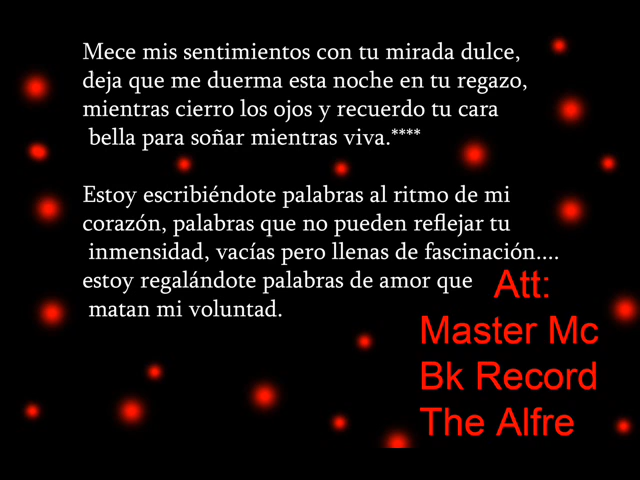 Mece mis sentimientos con tu mirada dulce,
deja que me duerma esta noche en tu regazo,
mientras cierro los ojos y recuerdo tu cara
bella para soñar mientras viva.****
Estoy escribiéndote palabras al ritmo de mi
corazón, palabras que no pueden reflejar tu
inmensidad, vacías pero llenas de fascinación....
estoy regalándote palabras de amor que
matan mi voluntad.
Att:
Master Mc
Bk Record
The Alfre